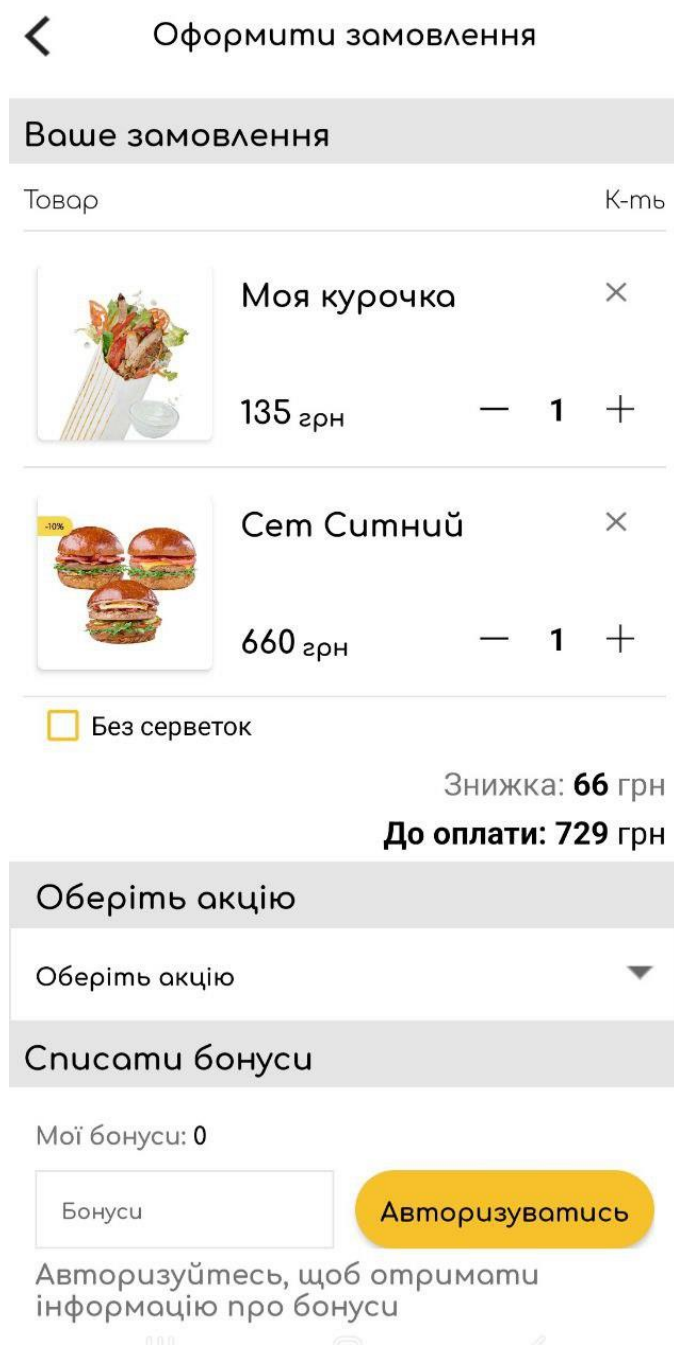 Оформити замовлення
Ваше замовлення
Товар К-ть
Моя курочка
135 грн 1
-10%
Сет Ситний
660 грн 1
Без серветок
Знижка: 66 грн
До оплати: 729 грн
Оберіть акцію
Оберіть акцію
Списати бонуси
Мої бонуси: 0
Бонуси Авторизуватись
Авторизуйтесь, щоб отримати
інформацію про бонуси